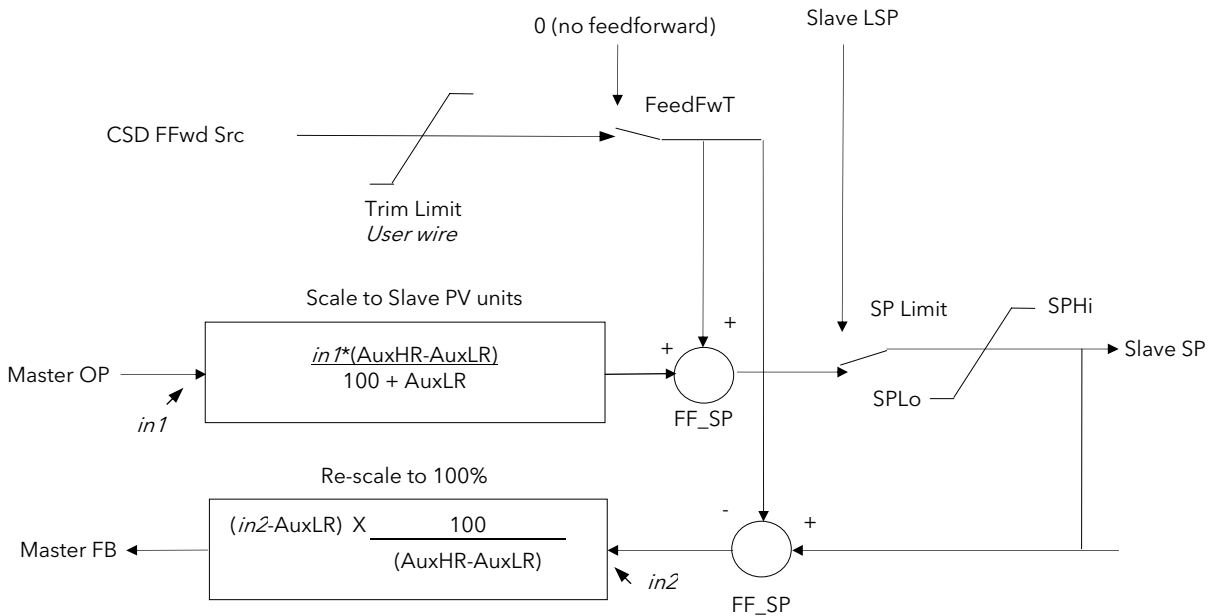 0 (no feedforward)
Slave LSP
FeedFwT
CSD FFwd Src
Trim Limit
User wire
Scale to Slave PV units
SP Limit
SPHi
in1*(AuxHR-AuxLR)
100 + AuxLR
+
+
Slave SP
Master OP
SPLo
in1
FF_SP
Re-scale to 100%
(in2-AuxLR) X 100
(AuxHR-AuxLR)
-
+
Master FB
in2
FF_SP